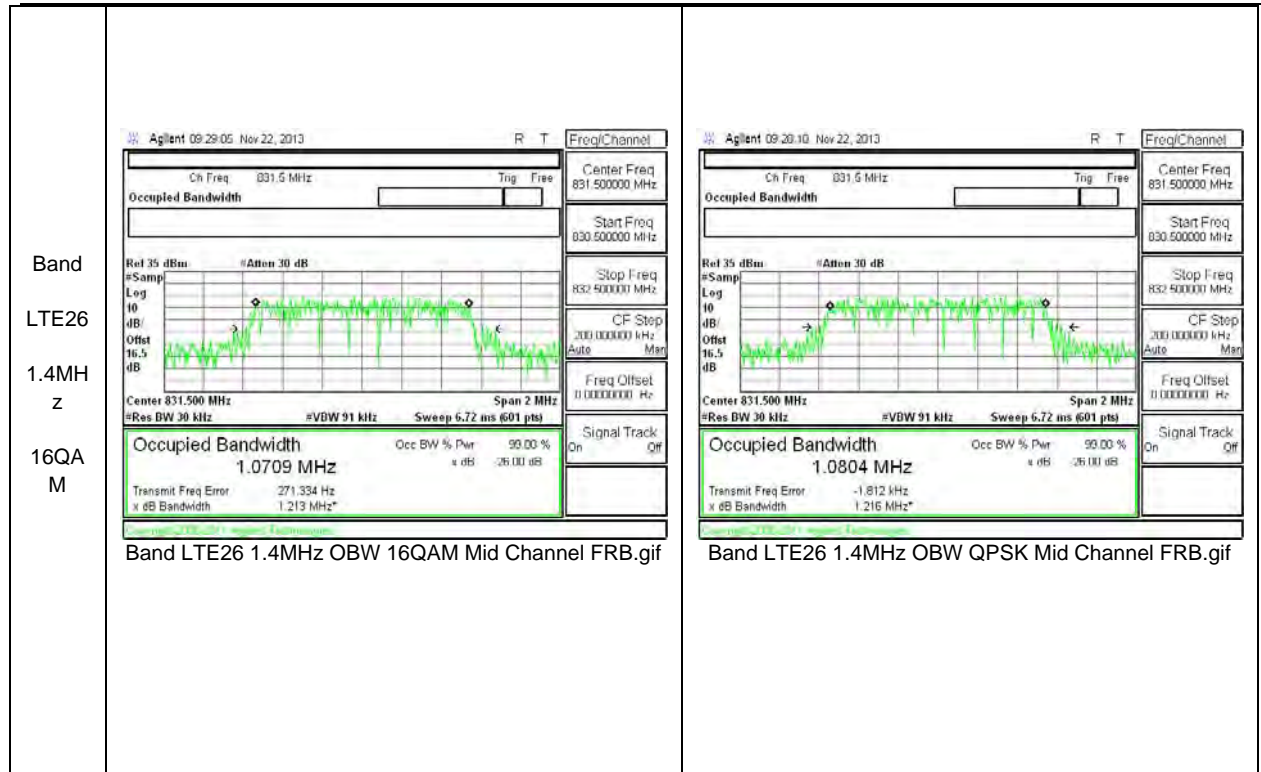 Band
LTE26
1.4MH
z
16QA
M
Agilent 09:29:05 Nov 22, 2013 R T
Freq/Channel
Ch Freq 831.5 MHz Trig Free
Occupied Bandwidth
Center Freq
831.500000 MHz
Start Freq
830.500000 MHz
Stop Freq
832.500000 MHz
CF Step
200.000000 kHz
Auto Man
Freq Offset
0.00000000 Hz
Signal Track
On Off
Ref 35 dBm #Atten 30 dB
#Samp
Log
10
dB/
Offst
16.5
dB
Center 831.500 MHz Span 2 MHz
#Res BW 30 kHz #VBW 91 kHz Sweep 6.72 ms (601 pts)
Occupied Bandwidth Occ BW % Pwr 99.00 %
1.0709 MHz x dB -26.00 dB
Transmit Freq Error 271.334 Hz
x dB Bandwidth 1.213 MHz*
Copyright 2000-2011 Agilent Technologies
Band LTE26 1.4MHz OBW 16QAM Mid Channel FRB.gif
Agilent 09:28:10 Nov 22, 2013 R T
Freq/Channel
Ch Freq 831.5 MHz Trig Free
Occupied Bandwidth
Center Freq
831.500000 MHz
Start Freq
830.500000 MHz
Stop Freq
832.500000 MHz
CF Step
200.000000 kHz
Auto Man
Freq Offset
0.00000000 Hz
Signal Track
On Off
Ref 35 dBm #Atten 30 dB
#Samp
Log
10
dB/
Offst
16.5
dB
Center 831.500 MHz Span 2 MHz
#Res BW 30 kHz #VBW 91 kHz Sweep 6.72 ms (601 pts)
Occupied Bandwidth Occ BW % Pwr 99.00 %
1.0804 MHz x dB -26.00 dB
Transmit Freq Error -1.812 kHz
x dB Bandwidth 1.216 MHz*
Copyright 2000-2011 Agilent Technologies
Band LTE26 1.4MHz OBW QPSK Mid Channel FRB.gif